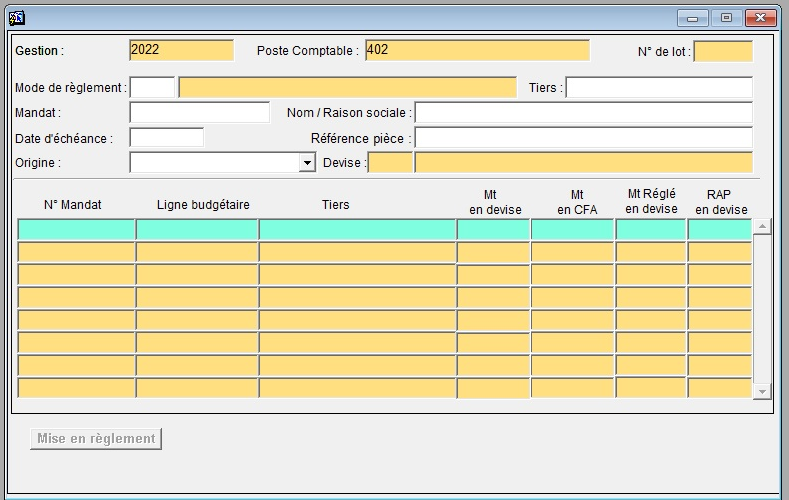 Gestion : 2022 Poste Comptable : 402 N° de lot :
Mode de règlement : Tiers :
Mandat : Nom / Raison sociale :
Date d'échéance : Référence pièce :
Origine : Devise :
N° Mandat Ligne budgétaire Tiers Mt en devise Mt en CFA Mt Réglé en devise RAP en devise
Mise en règlement